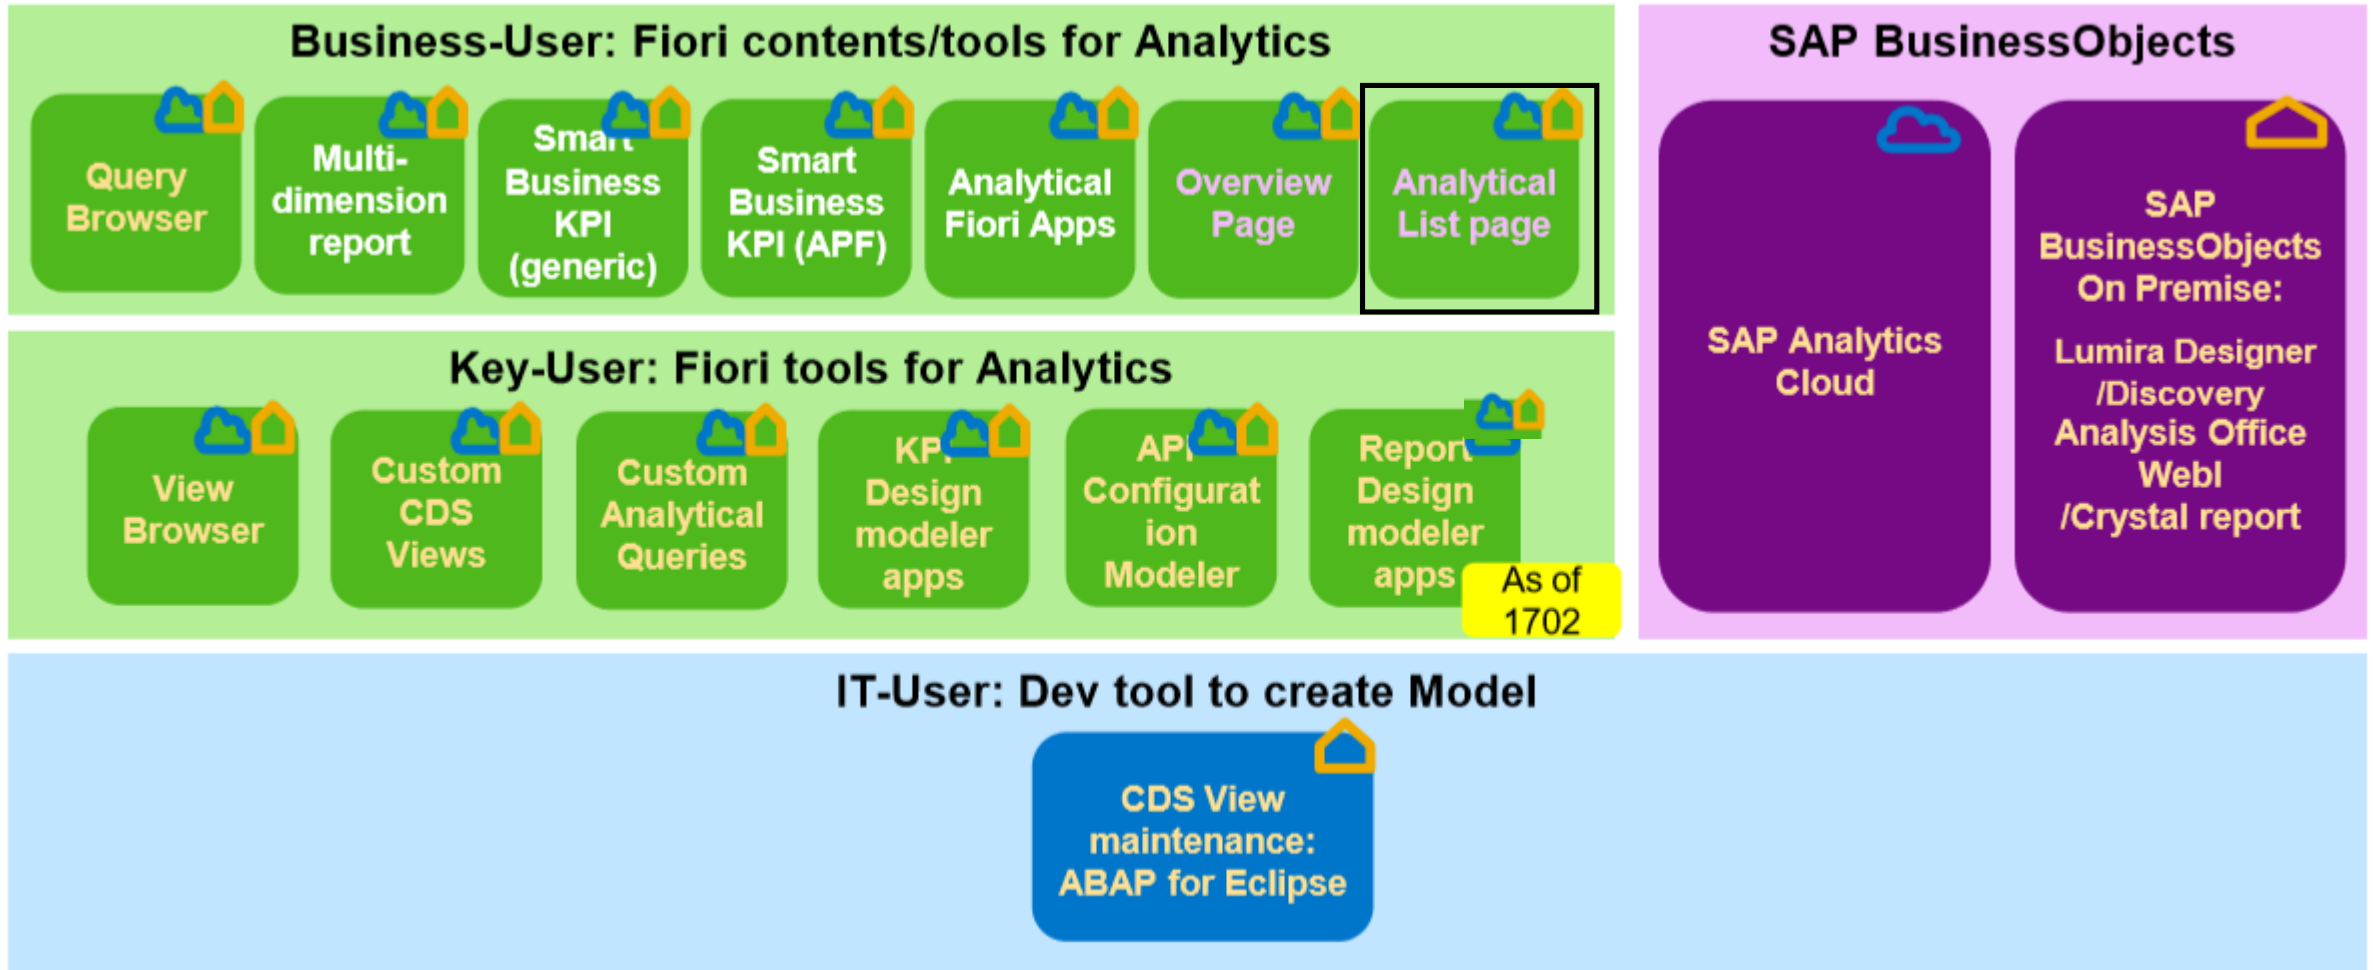 Business-User: Fiori contents/tools for Analytics
Query
Browser
Multi-
dimension
report
Smart
Business
KPI
(generic)
Smart
Business
KPI (APF)
Analytical
Fiori Apps
Overview
Page
Analytical
List page
Key-User: Fiori tools for Analytics
View
Browser
Custom
CDS
Views
Custom
Analytical
Queries
KPI
Design
modeler
apps
Configurat
ion
Modeler
Report
Design
modeler
apps
As of
1702
SAP BusinessObjects
SAP Analytics
Cloud
SAP
BusinessObjects
On Premise:
Lumira Designer
/Discovery
Analysis Office
WebI
/Crystal report
IT-User: Dev tool to create Model
CDS View
maintenance:
ABAP for Eclipse